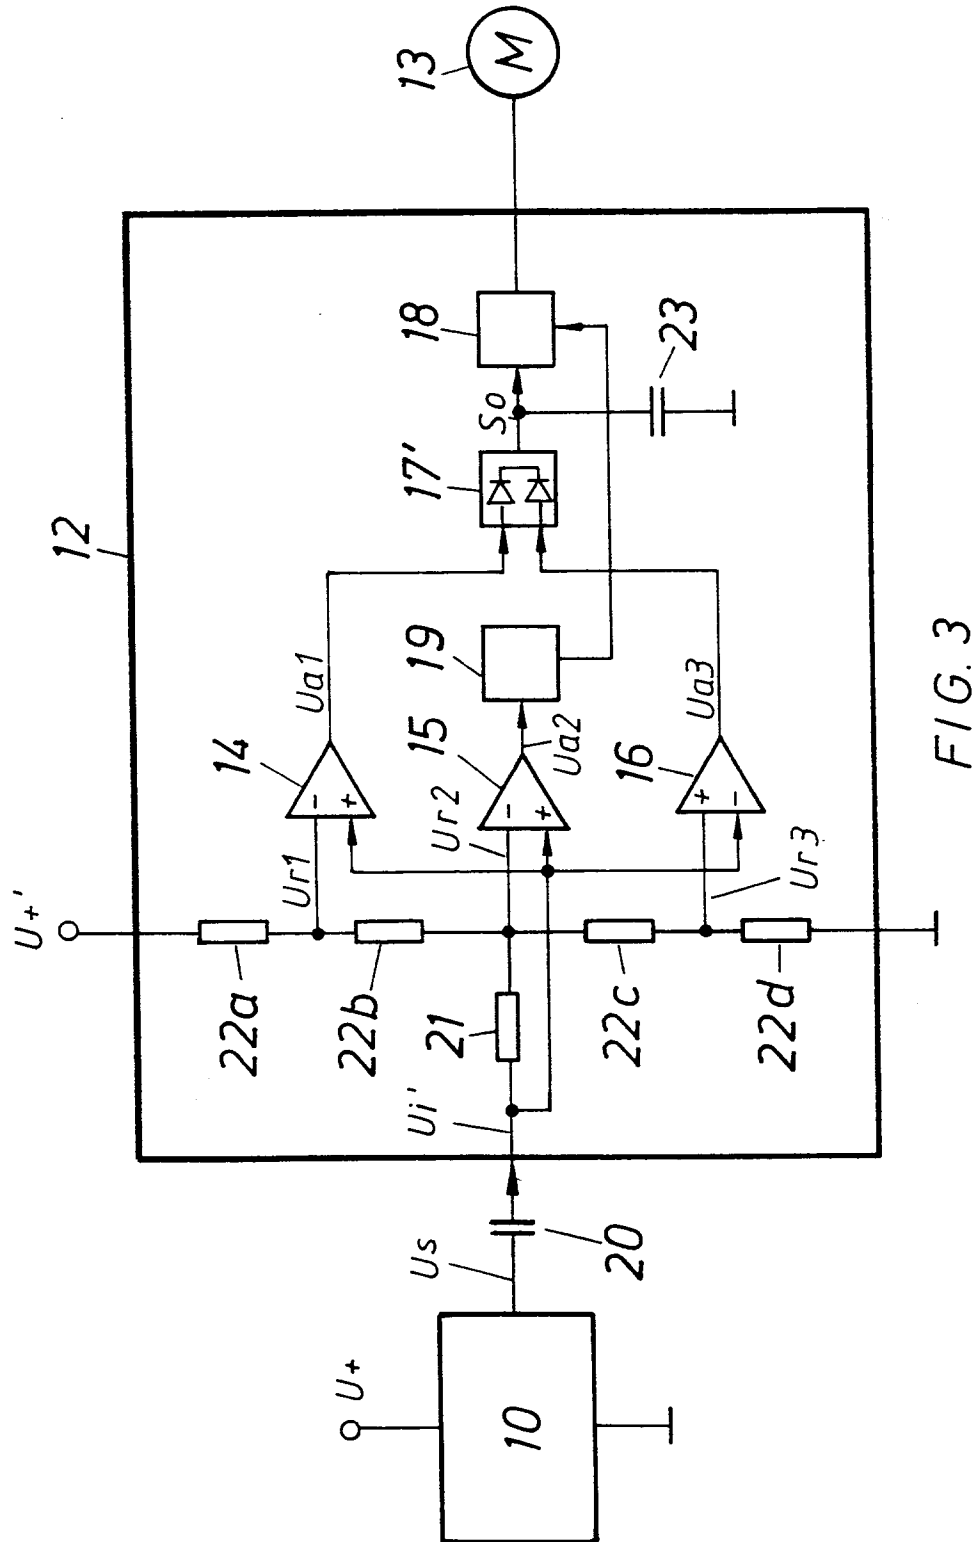 U+'
12
13
M
22a
Ur1
14
Ua1
-
+
22b
21
Ur2
15
-
+
Ua2
19
17'
So
18
23
U+
10
Us
20
Ui'
22c
22d
Ur3
16
+
-
Ua3
FIG. 3